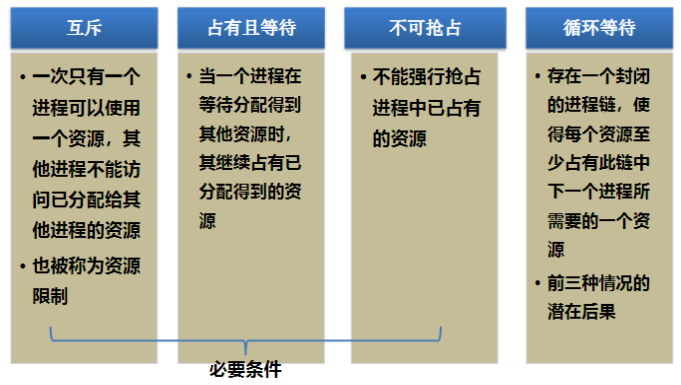 互斥
• 一次只有一个
进程可以使用
一个资源，其
他进程不能访
问已分配给其
他进程的资源
• 也被称为资源
限制
占有且等待
• 当一个进程在
等待分配得到
其他资源时，
其继续占有已
分配得到的资
源
不可抢占
• 不能强行抢占
进程中已占有
的资源
循环等待
• 存在一个封闭
的进程链，使
得每个资源至
少占有此链中
下一个进程所
需要的一个资
源
• 前三种情况的
潜在后果
必要条件